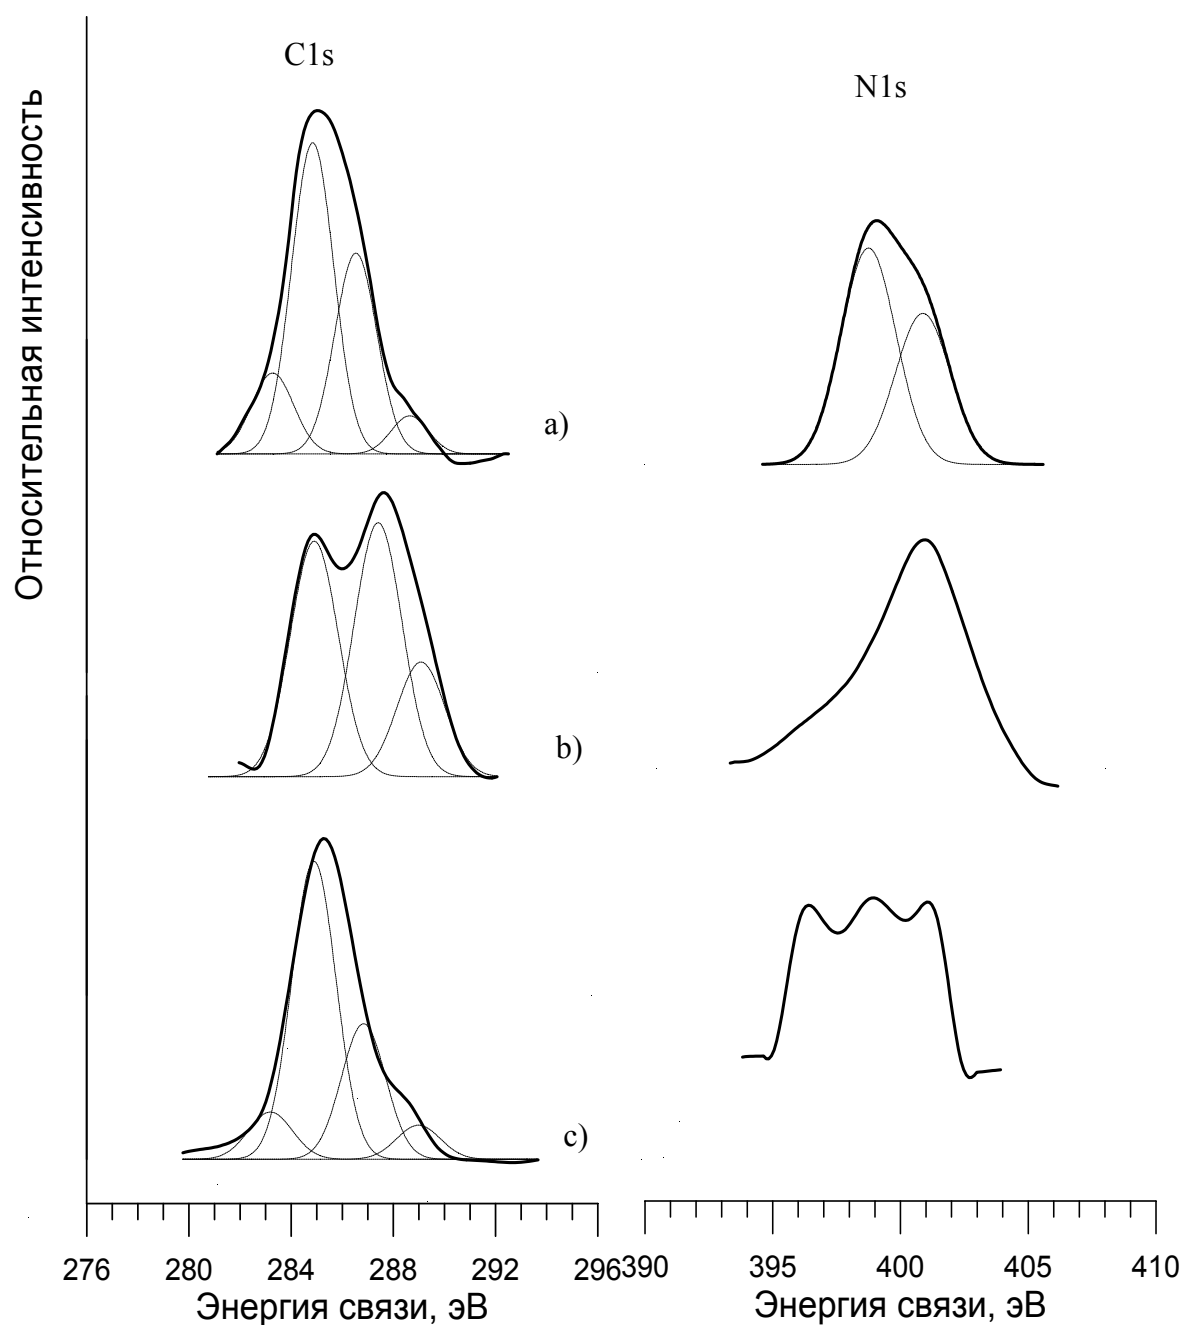 Относительная интенсивность
C1s
N1s
a)
b)
c)
276 280 284 288 292 296
390 395 400 405 410
Энергия связи, эВ
Энергия связи, эВ